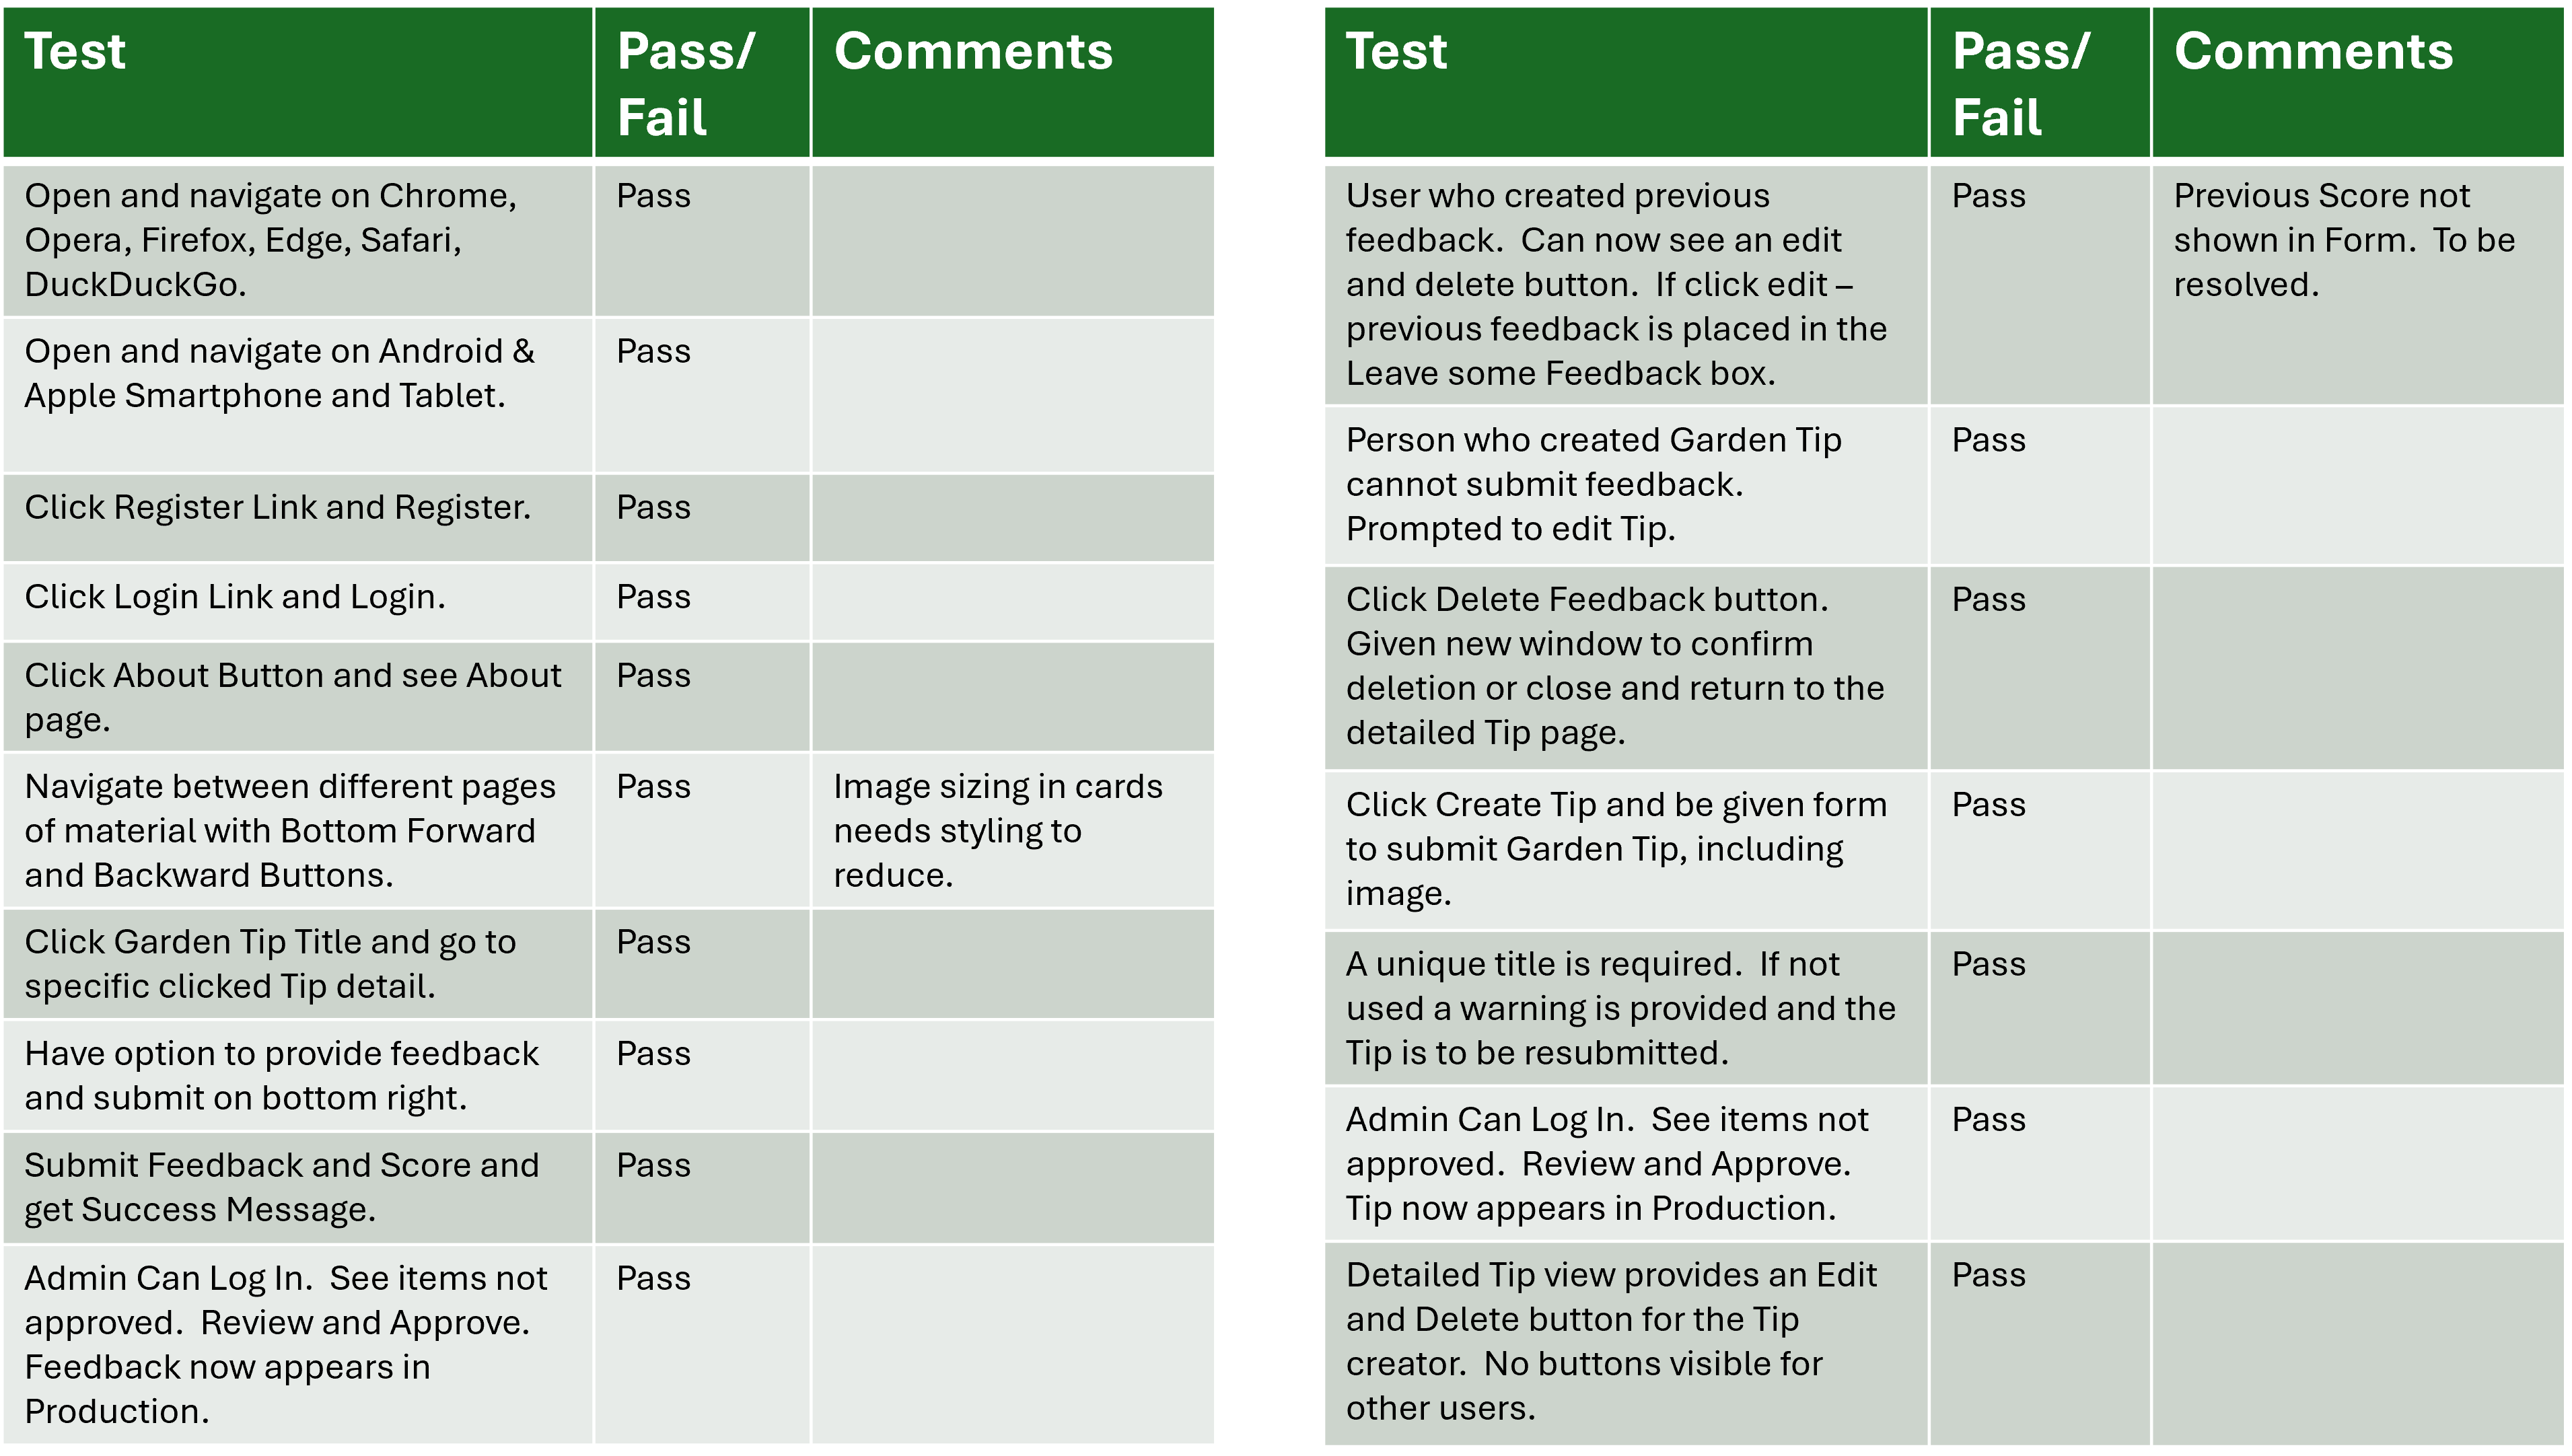 Test
Pass/
Fail
Comments
Open and navigate on Chrome,
Opera, Firefox, Edge, Safari,
DuckDuckGo.
Pass
Open and navigate on Android &
Apple Smartphone and Tablet.
Pass
Click Register Link and Register.
Pass
Click Login Link and Login.
Pass
Click About Button and see About
page.
Pass
Navigate between different pages
of material with Bottom Forward
and Backward Buttons.
Pass
Image sizing in cards
needs styling to
reduce.
Click Garden Tip Title and go to
specific clicked Tip detail.
Pass
Have option to provide feedback
and submit on bottom right.
Pass
Submit Feedback and Score and
get Success Message.
Pass
Admin Can Log In.  See items not
approved.  Review and Approve.
Feedback now appears in
Production.
Pass
Test
Pass/
Fail
Comments
User who created previous
feedback.  Can now see an edit
and delete button.  If click edit –
previous feedback is placed in the
Leave some Feedback box.
Pass
Previous Score not
shown in Form.  To be
resolved.
Person who created Garden Tip
cannot submit feedback.
Prompted to edit Tip.
Pass
Click Delete Feedback button.
Given new window to confirm
deletion or close and return to the
detailed Tip page.
Pass
Click Create Tip and be given form
to submit Garden Tip, including
image.
Pass
A unique title is required.  If not
used a warning is provided and the
Tip is to be resubmitted.
Pass
Admin Can Log In.  See items not
approved.  Review and Approve.
Tip now appears in Production.
Pass
Detailed Tip view provides an Edit
and Delete button for the Tip
creator.  No buttons visible for
other users.
Pass